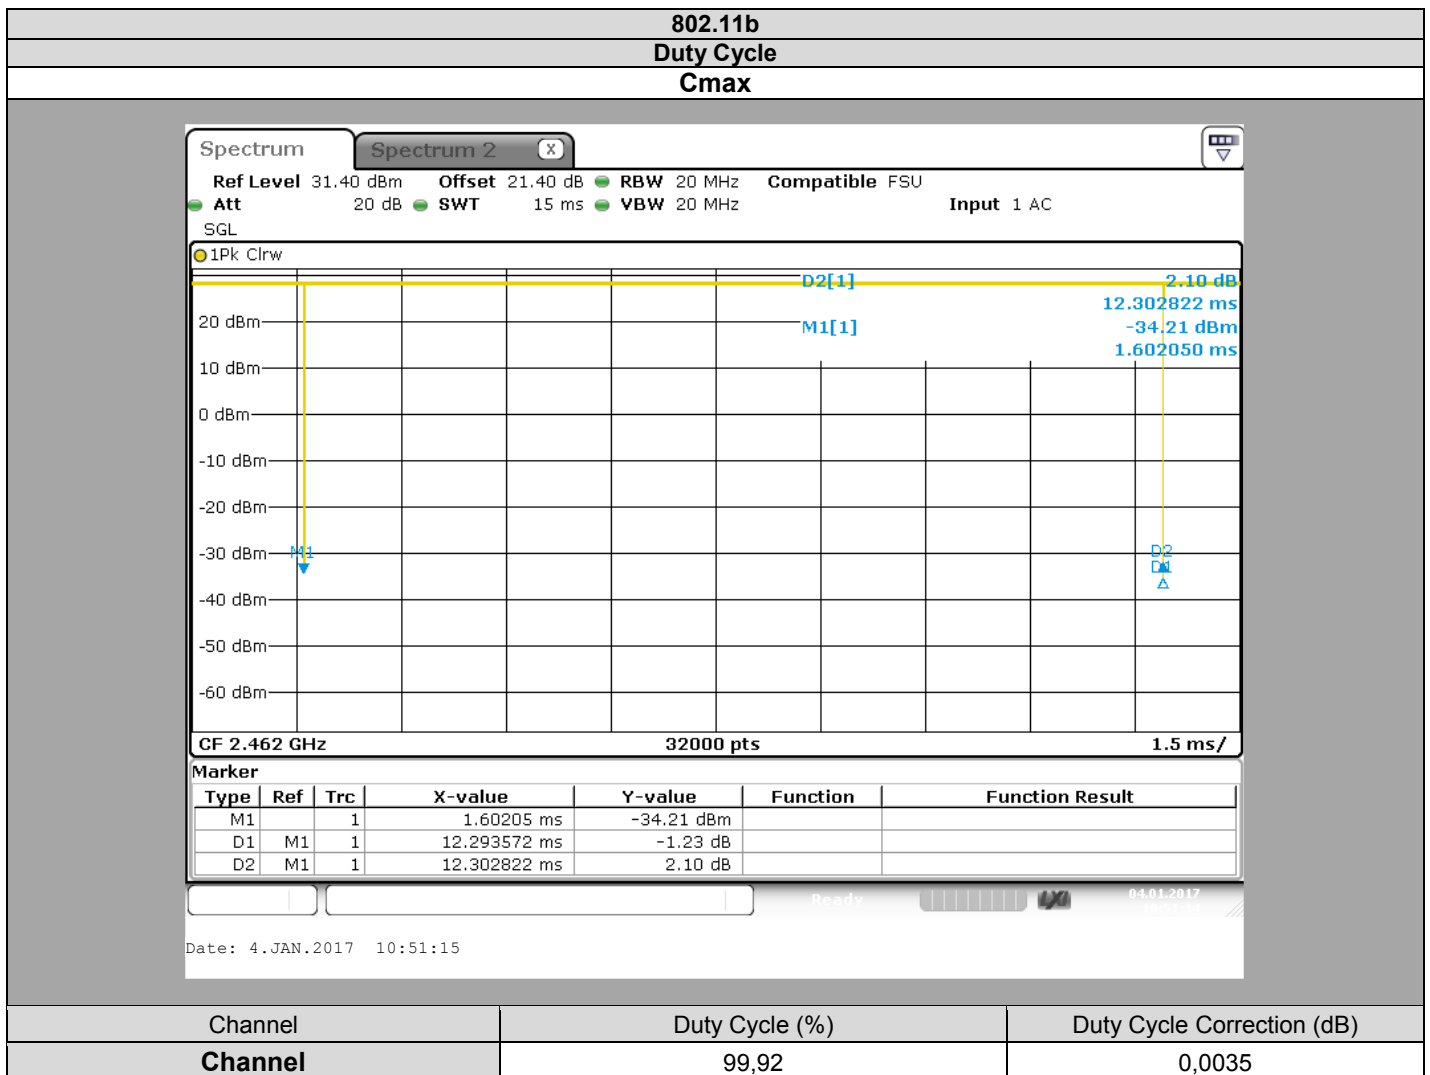 802.11b
Duty Cycle
Cmax
Spectrum Spectrum 2 X
Ref Level 31.40 dBm Offset 21.40 dB RBW 20 MHz Compatible FSU
Att 20 dB SWT 15 ms VBW 20 MHz Input 1 AC
SGL
1Pk Clrw
D2[1] 2.10 dB
12.302822 ms
20 dBm M1[1] -34.21 dBm
1.602050 ms
10 dBm
0 dBm
-10 dBm
-20 dBm
-30 dBm M1 D2
D1
-40 dBm
-50 dBm
-60 dBm
CF 2.462 GHz 32000 pts 1.5 ms/
Marker
Type Ref Trc X-value Y-value Function Function Result
M1 1 1.60205 ms -34.21 dBm
D1 M1 1 12.293572 ms -1.23 dB
D2 M1 1 12.302822 ms 2.10 dB
Ready LXI 04.01.2017
Date: 4.JAN.2017 10:51:15
Channel Duty Cycle (%) Duty Cycle Correction (dB)
Channel 99,92 0,0035